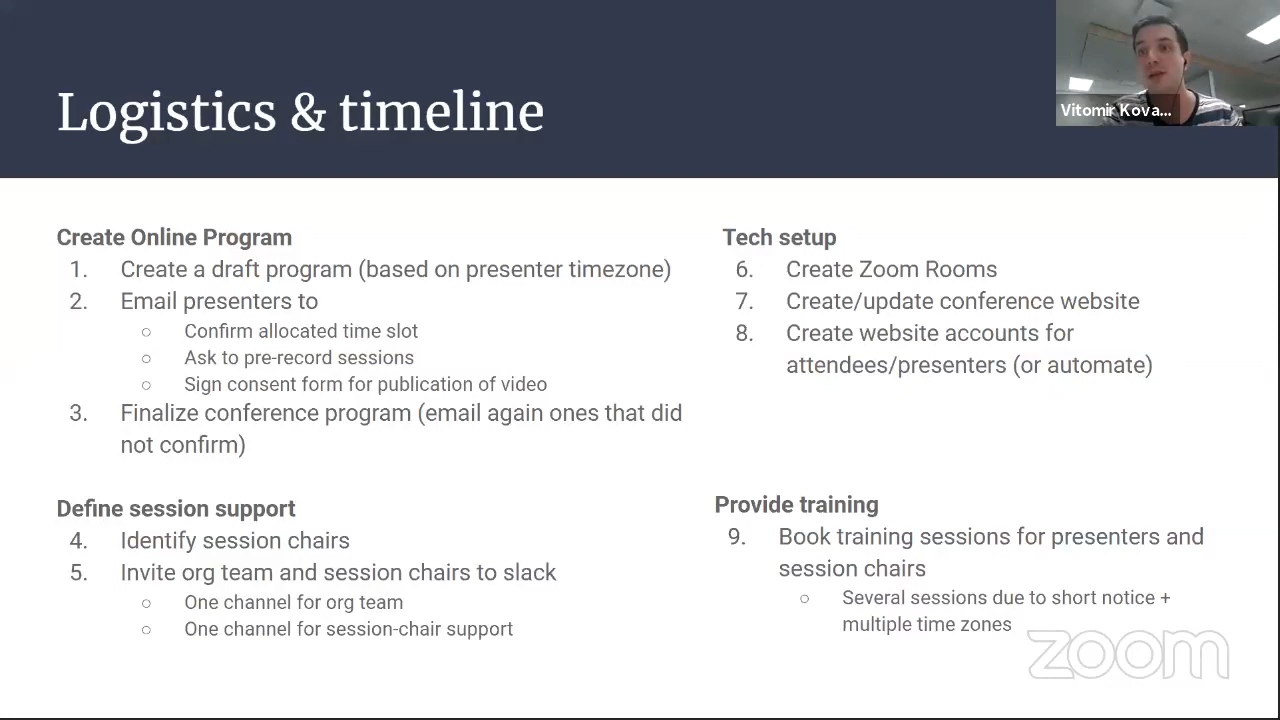 Logistics & timeline
Vitomir Kova...
Create Online Program
1. Create a draft program (based on presenter timezone)
2. Email presenters to
○ Confirm allocated time slot
○ Ask to pre-record sessions
○ Sign consent form for publication of video
3. Finalize conference program (email again ones that did
not confirm)
Define session support
4. Identify session chairs
5. Invite org team and session chairs to slack
○ One channel for org team
○ One channel for session-chair support
Tech setup
6. Create Zoom Rooms
7. Create/update conference website
8. Create website accounts for
attendees/presenters (or automate)
Provide training
9. Book training sessions for presenters and
session chairs
○ Several sessions due to short notice +
multiple time zones
zoom